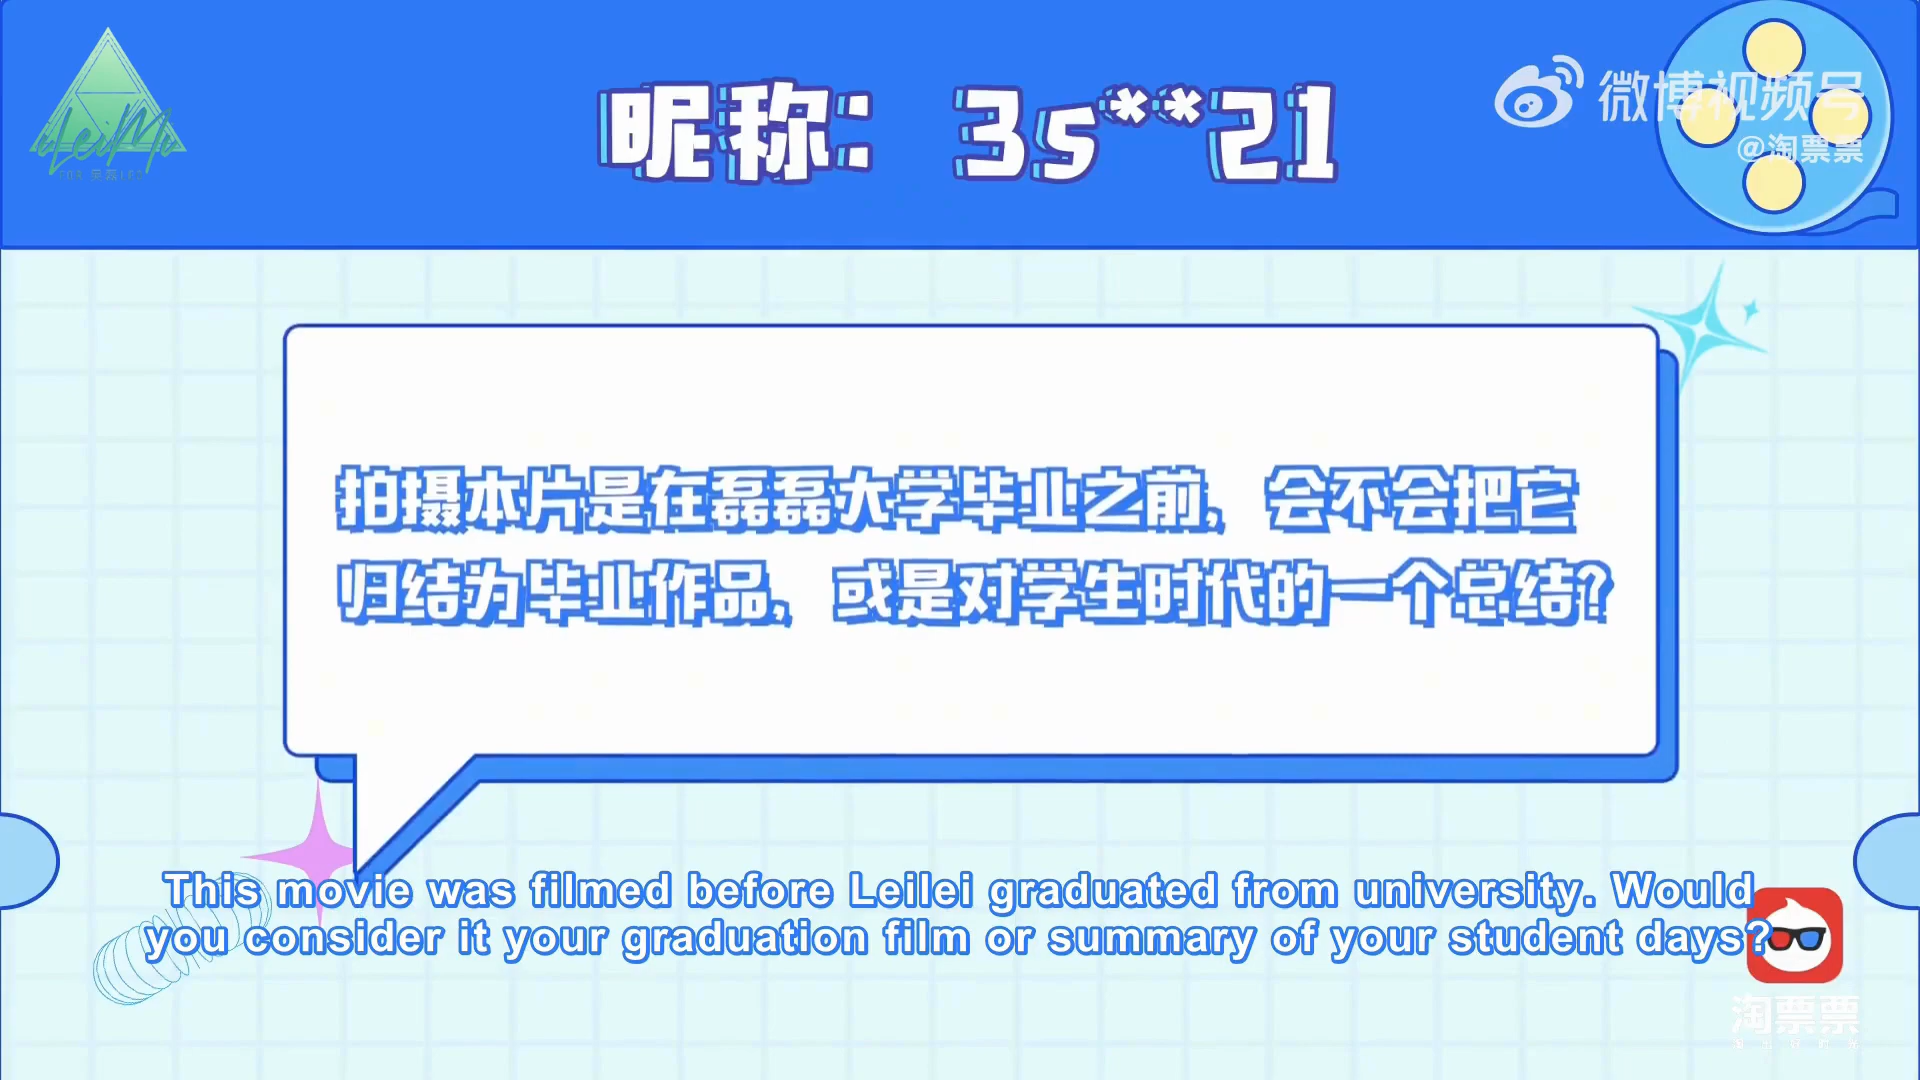 iLeiMo
昵称：3s**21
微博视频号
@淘票票
拍摄本片是在磊磊大学毕业之前，会不会把它
归结为毕业作品，或是对学生时代的一个总结？
This movie was filmed before Leilei graduated from university. Would
you consider it your graduation film or summary of your student days?
淘票票